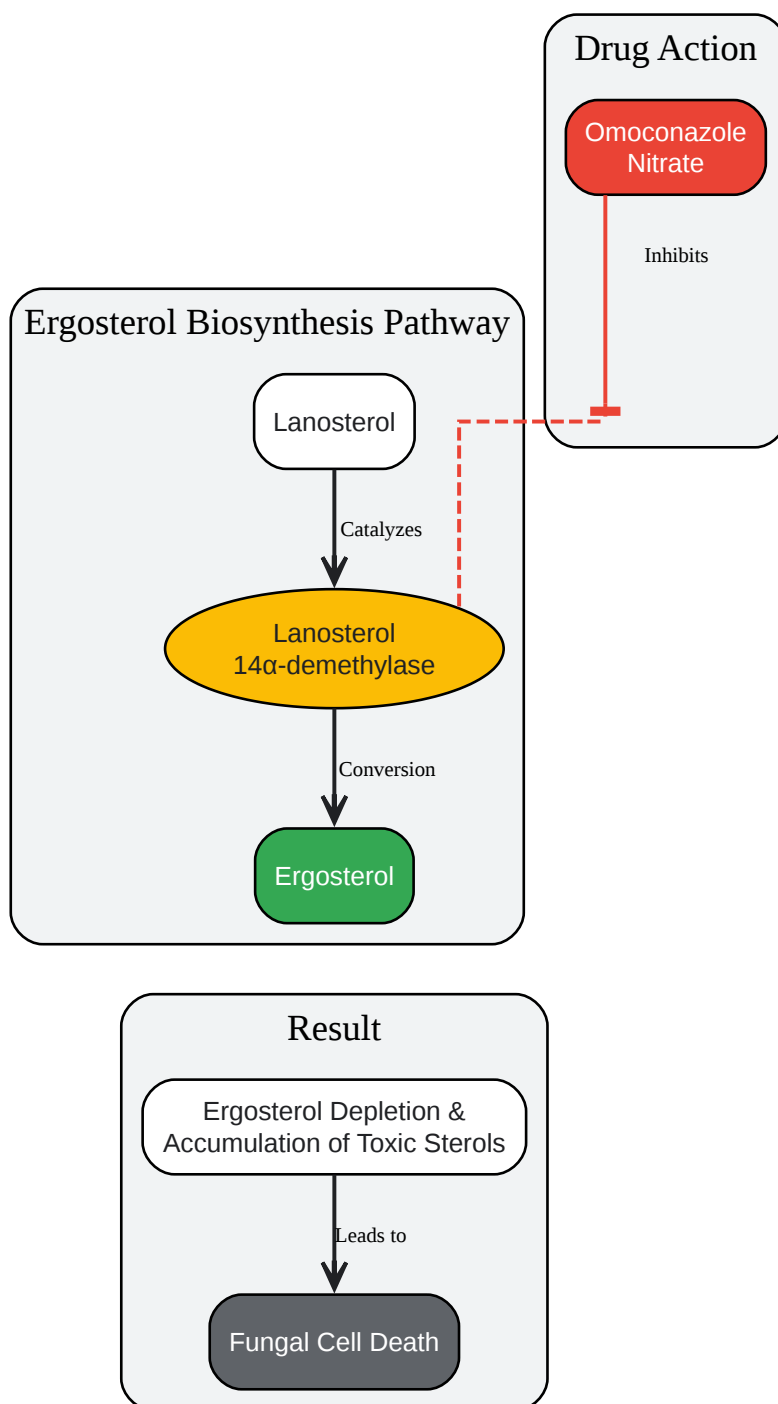 Drug Action
Omoconazole
Nitrate
Inhibits
Ergosterol Biosynthesis Pathway
Lanosterol
Catalyzes
Lanosterol
14α-demethylase
Conversion
Ergosterol
Result
Ergosterol Depletion &
Accumulation of Toxic Sterols
Leads to
Fungal Cell Death